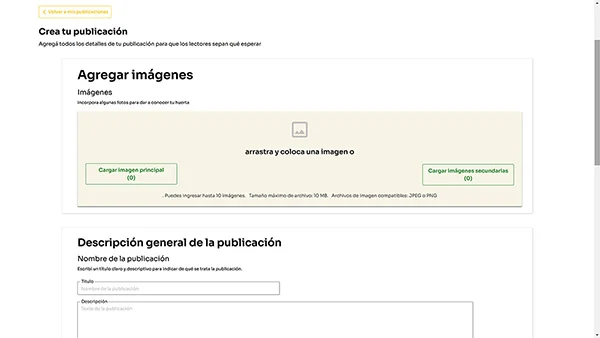 < Volver a mis publicaciones
Crea tu publicación
Agregá todos los detalles de tu publicación para que los lectores sepan qué esperar
Agregar imágenes
Imágenes
Incorpora algunas fotos para dar a conocer tu huerta
arrastra y coloca una imagen o
Cargar imagen principal
(0)
Cargar imágenes secundarias
(0)
. Puedes ingresar hasta 10 imágenes. Tamaño máximo de archivo: 10 MB. Archivos de imagen compatibles: JPEG o PNG
Descripción general de la publicación
Nombre de la publicación
Escribí un título claro y descriptivo para indicar de qué se trata la publicación.
Título
Nombre de la publicación
Descripción
Texto de la publicación